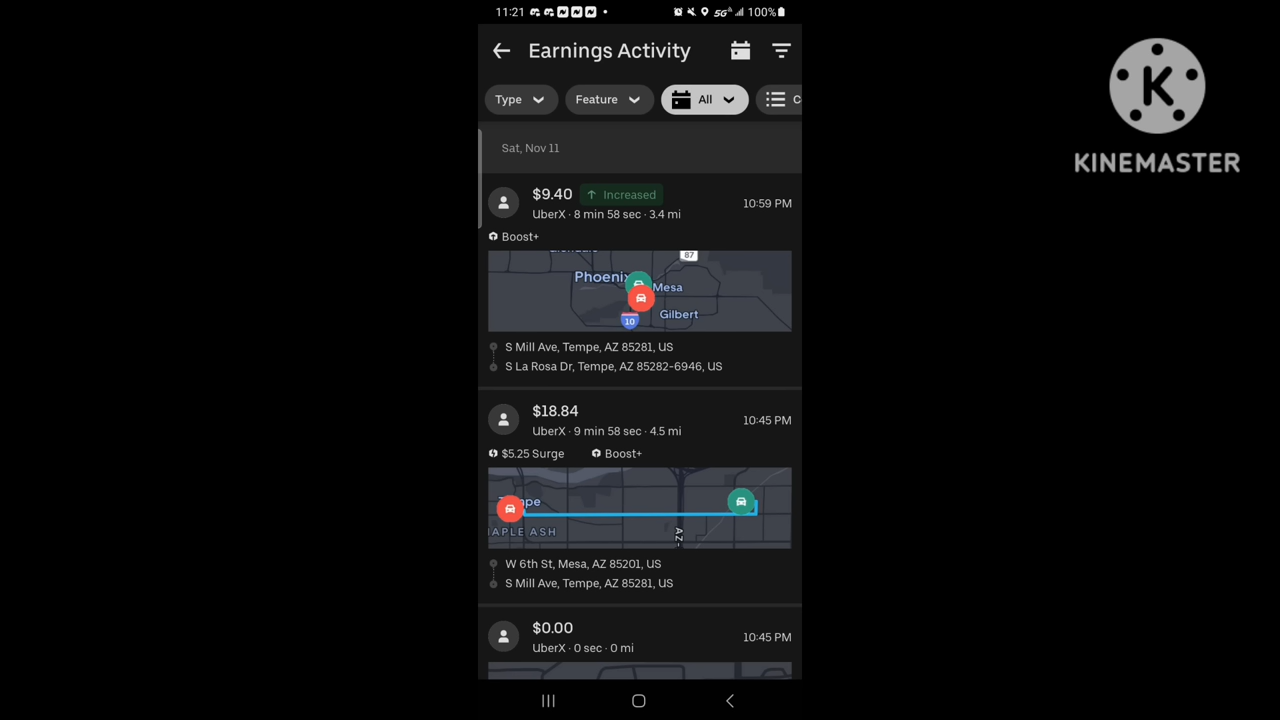 11:21
5G
100%
Earnings Activity
Type
Feature
All
C
KINEMASTER
Sat, Nov 11
$9.40 ↑ Increased
10:59 PM
UberX · 8 min 58 sec · 3.4 mi
Boost+
87
Phoenix
Mesa
Gilbert
10
S Mill Ave, Tempe, AZ 85281, US
S La Rosa Dr, Tempe, AZ 85282-6946, US
$18.84
10:45 PM
UberX · 9 min 58 sec · 4.5 mi
$5.25 Surge
Boost+
APLE ASH
AZ-
W 6th St, Mesa, AZ 85201, US
S Mill Ave, Tempe, AZ 85281, US
$0.00
10:45 PM
UberX · 0 sec · 0 mi